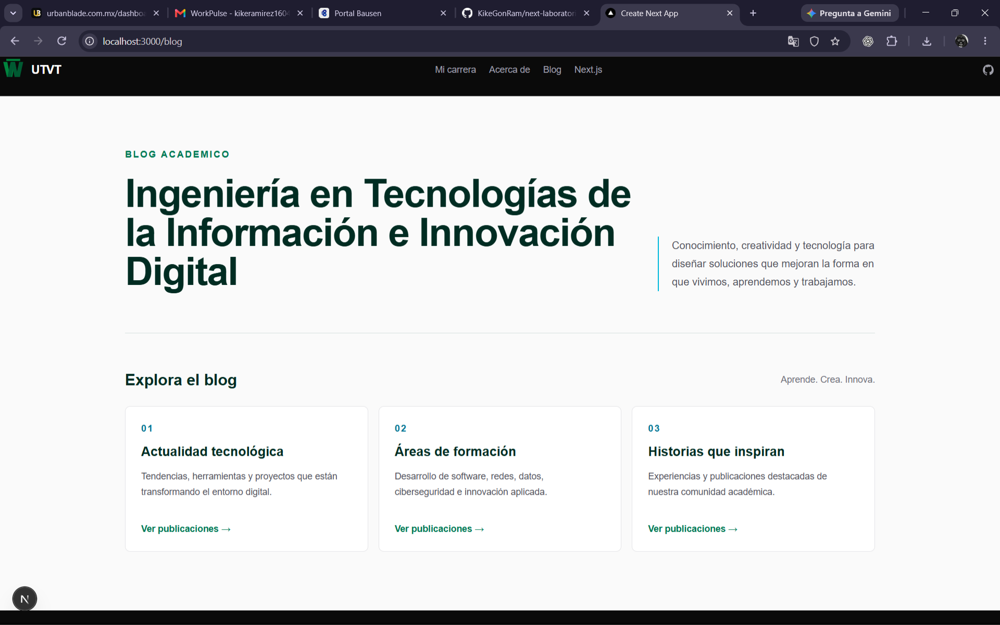 urbanblade.com.mx/dashboa
WorkPulse - kikeramirez1604
Portal Bausen
KikeGonRam/next-laboratori
Create Next App
Pregunta a Gemini
localhost:3000/blog
UTVT
Mi carrera
Acerca de
Blog
Next.js
BLOG ACADEMICO
Ingeniería en Tecnologías de
la Información e Innovación
Digital
Conocimiento, creatividad y tecnología para
diseñar soluciones que mejoran la forma en
que vivimos, aprendemos y trabajamos.
Explora el blog
Aprende. Crea. Innova.
01
Actualidad tecnológica
Tendencias, herramientas y proyectos que están
transformando el entorno digital.
Ver publicaciones →
02
Áreas de formación
Desarrollo de software, redes, datos,
ciberseguridad e innovación aplicada.
Ver publicaciones →
03
Historias que inspiran
Experiencias y publicaciones destacadas de
nuestra comunidad académica.
Ver publicaciones →
N